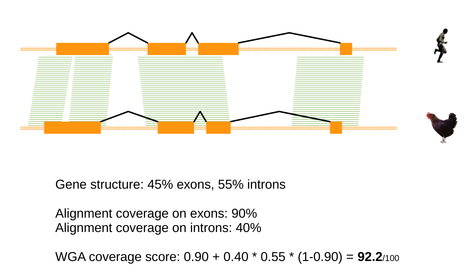 Gene structure: 45% exons, 55% introns
Alignment coverage on exons: 90%
Alignment coverage on introns: 40%
WGA coverage score: 0.90 + 0.40 * 0.55 * (1-0.90) = 92.2/100